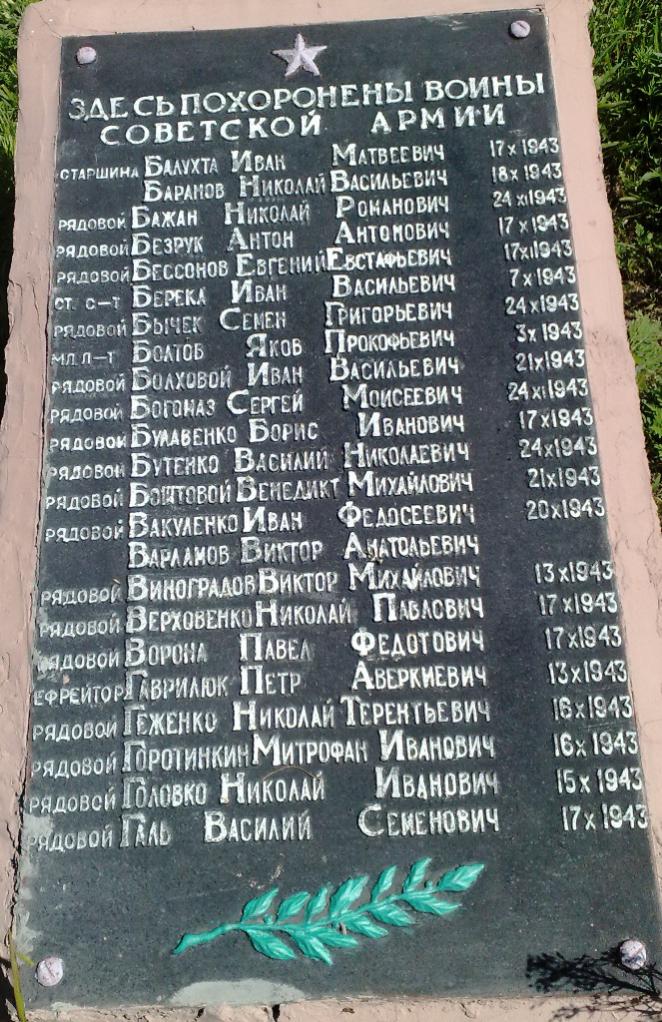 ЗДЕСЬ ПОХОРОНЕНЫ ВОИНЫ
СОВЕТСКОЙ АРМИИ
СТАРШИНА БАЛУХТА ИВАН МАТВЕЕВИЧ 17 X 1943
БАРАНОВ НИКОЛАЙ ВАСИЛЬЕВИЧ 18 X 1943
РЯДОВОЙ БАЖАН НИКОЛАЙ РОМАНОВИЧ 24 XI 1943
РЯДОВОЙ БЕЗРУК АНТОН АНТОНОВИЧ 17 X 1943
РЯДОВОЙ БЕССОНОВ ЕВГЕНИЙ ЕВСТАФЬЕВИЧ 17 XII 1943
СТ. С-Т БЕРЕКА ИВАН ВАСИЛЬЕВИЧ 7 X 1943
РЯДОВОЙ БЫЧЕК СЕМЕН ГРИГОРЬЕВИЧ 24 X 1943
МЛ Л-Т БОЛТОВ ЯКОВ ПРОКОФЬЕВИЧ 3 X 1943
РЯДОВОЙ БОЛХОВОЙ ИВАН ВАСИЛЬЕВИЧ 21 X 1943
РЯДОВОЙ БОГОМАЗ СЕРГЕЙ МОИСЕЕВИЧ 24 XI 1943
РЯДОВОЙ БУЛАВЕНКО БОРИС ИВАНОВИЧ 17 X 1943
РЯДОВОЙ БУТЕНКО ВАСИЛИЙ НИКОЛАЕВИЧ 24 X 1943
РЯДОВОЙ БОШТОВОЙ ВЕНЕДИКТ МИХАЙЛОВИЧ 21 X 1943
РЯДОВОЙ ВАКУЛЕНКО ИВАН ФЕДОСЕЕВИЧ 20 X 1943
ВАРЛАМОВ ВИКТОР АНАТОЛЬЕВИЧ
РЯДОВОЙ ВИНОГРАДОВ ВИКТОР МИХАЙЛОВИЧ 13 X 1943
РЯДОВОЙ ВЕРХОВЕНКО НИКОЛАЙ ПАВЛОВИЧ 17 X 1943
РЯДОВОЙ ВОРОНА ПАВЕЛ ФЕДОТОВИЧ 17 X 1943
ЕФРЕЙТОР ГАВРИЛЮК ПЕТР АВЕРКИЕВИЧ 13 X 1943
РЯДОВОЙ ГЕЖЕНКО НИКОЛАЙ ТЕРЕНТЬЕВИЧ 16 X 1943
РЯДОВОЙ ГОРОТИНКИН МИТРОФАН ИВАНОВИЧ 16 X 1943
РЯДОВОЙ ГОЛОВКО НИКОЛАЙ ИВАНОВИЧ 15 X 1943
РЯДОВОЙ ГАЛЬ ВАСИЛИЙ СЕМЕНОВИЧ 17 X 1943